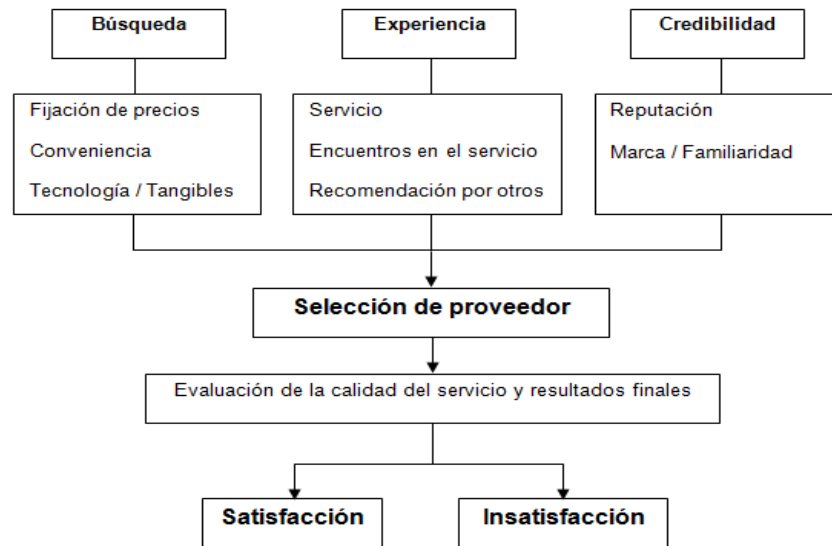 Búsqueda
Experiencia
Credibilidad
Fijación de precios
Conveniencia
Tecnología / Tangibles
Servicio
Encuentros en el servicio
Recomendación por otros
Reputación
Marca / Familiaridad
Selección de proveedor
Evaluación de la calidad del servicio y resultados finales
Satisfacción
Insatisfacción